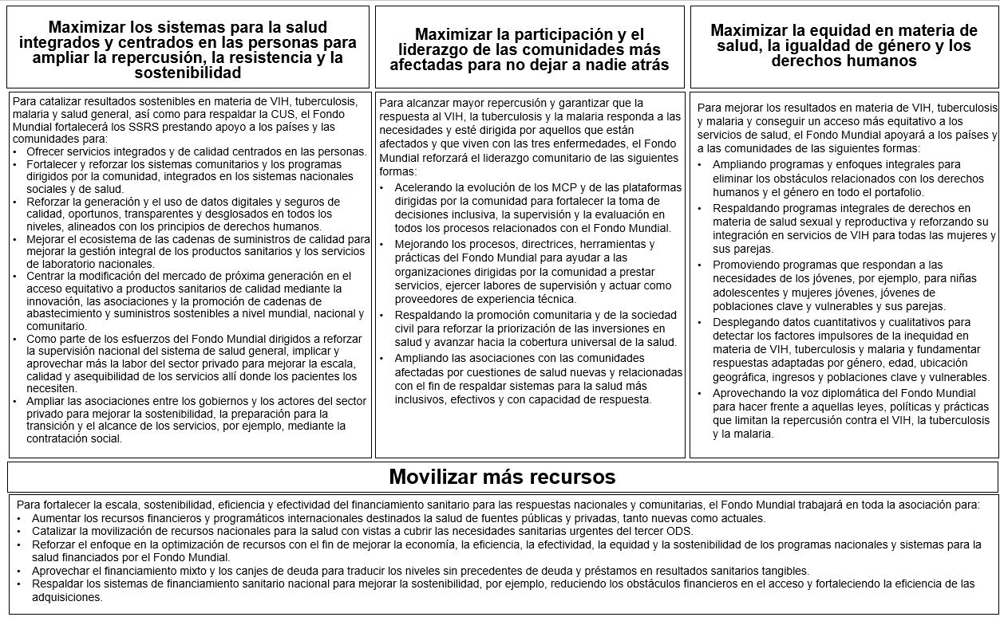 Maximizar los sistemas para la salud
integrados y centrados en las personas para
ampliar la repercusión, la resistencia y la
sostenibilidad
Para catalizar resultados sostenibles en materia de VIH, tuberculosis,
malaria y salud general, así como para respaldar la CUS, el Fondo
Mundial fortalecerá los SSRS prestando apoyo a los países y las
comunidades para:
• Ofrecer servicios integrados y de calidad centrados en las personas.
• Fortalecer y reforzar los sistemas comunitarios y los programas
dirigidos por la comunidad, integrados en los sistemas nacionales
sociales y de salud.
• Reforzar la generación y el uso de datos digitales y seguros de
calidad, oportunos, transparentes y desglosados en todos los
niveles, alineados con los principios de derechos humanos.
• Mejorar el ecosistema de las cadenas de suministros de calidad para
mejorar la gestión integral de los productos sanitarios y los servicios
de laboratorio nacionales.
• Centrar la modificación del mercado de próxima generación en el
acceso equitativo a productos sanitarios de calidad mediante la
innovación, las asociaciones y la promoción de cadenas de
abastecimiento y suministros sostenibles a nivel mundial, nacional y
comunitario.
• Como parte de los esfuerzos del Fondo Mundial dirigidos a reforzar
la supervisión nacional del sistema de salud general, implicar y
aprovechar más la labor del sector privado para mejorar la escala,
calidad y asequibilidad de los servicios allí donde los pacientes los
necesiten.
• Ampliar las asociaciones entre los gobiernos y los actores del sector
privado para mejorar la sostenibilidad, la preparación para la
transición y el alcance de los servicios, por ejemplo, mediante la
contratación social.
Maximizar la participación y el
liderazgo de las comunidades más
afectadas para no dejar a nadie atrás
Para alcanzar mayor repercusión y garantizar que la
respuesta al VIH, la tuberculosis y la malaria responda a las
necesidades y esté dirigida por aquellos que están
afectados y que viven con las tres enfermedades, el Fondo
Mundial reforzará el liderazgo comunitario de las siguientes
formas:
• Acelerando la evolución de los MCP y de las plataformas
dirigidas por la comunidad para fortalecer la toma de
decisiones inclusiva, la supervisión y la evaluación en
todos los procesos relacionados con el Fondo Mundial.
• Mejorando los procesos, directrices, herramientas y
prácticas del Fondo Mundial para ayudar a las
organizaciones dirigidas por la comunidad a prestar
servicios, ejercer labores de supervisión y actuar como
proveedores de experiencia técnica.
• Respaldando la promoción comunitaria y de la sociedad
civil para reforzar la priorización de las inversiones en
salud y avanzar hacia la cobertura universal de la salud.
• Ampliando las asociaciones con las comunidades
afectadas por cuestiones de salud nuevas y relacionadas
con el fin de respaldar sistemas para la salud más
inclusivos, efectivos y con capacidad de respuesta.
Maximizar la equidad en materia de
salud, la igualdad de género y los
derechos humanos
Para mejorar los resultados en materia de VIH, tuberculosis
y malaria y conseguir un acceso más equitativo a los
servicios de salud, el Fondo Mundial apoyará a los países y
a las comunidades de las siguientes formas:
• Ampliando programas y enfoques integrales para
eliminar los obstáculos relacionados con los derechos
humanos y el género en todo el portafolio.
• Respaldando programas integrales de derechos en
materia de salud sexual y reproductiva y reforzando su
integración en servicios de VIH para todas las mujeres y
sus parejas.
• Promoviendo programas que respondan a las
necesidades de los jóvenes, por ejemplo, para niñas
adolescentes y mujeres jóvenes, jóvenes de
poblaciones clave y vulnerables y sus parejas.
• Desplegando datos cuantitativos y cualitativos para
detectar los factores impulsores de la inequidad en
materia de VIH, tuberculosis y malaria y fundamentar
respuestas adaptadas por género, edad, ubicación
geográfica, ingresos y poblaciones clave y vulnerables.
• Aprovechando la voz diplomática del Fondo Mundial
para hacer frente a aquellas leyes, políticas y prácticas
que limitan la repercusión contra el VIH, la tuberculosis
y la malaria.
Movilizar más recursos
Para fortalecer la escala, sostenibilidad, eficiencia y efectividad del financiamiento sanitario para las respuestas nacionales y comunitarias, el Fondo Mundial trabajará en toda la asociación para:
• Aumentar los recursos financieros y programáticos internacionales destinados la salud de fuentes públicas y privadas, tanto nuevas como actuales.
• Catalizar la movilización de recursos nacionales para la salud con vistas a cubrir las necesidades sanitarias urgentes del tercer ODS.
• Reforzar el enfoque en la optimización de recursos con el fin de mejorar la economía, la eficiencia, la efectividad, la equidad y la sostenibilidad de los programas nacionales y sistemas para la
salud financiados por el Fondo Mundial.
• Aprovechar el financiamiento mixto y los canjes de deuda para traducir los niveles sin precedentes de deuda y préstamos en resultados sanitarios tangibles.
• Respaldar los sistemas de financiamiento sanitario nacional para mejorar la sostenibilidad, por ejemplo, reduciendo los obstáculos financieros en el acceso y fortaleciendo la eficiencia de las
adquisiciones.